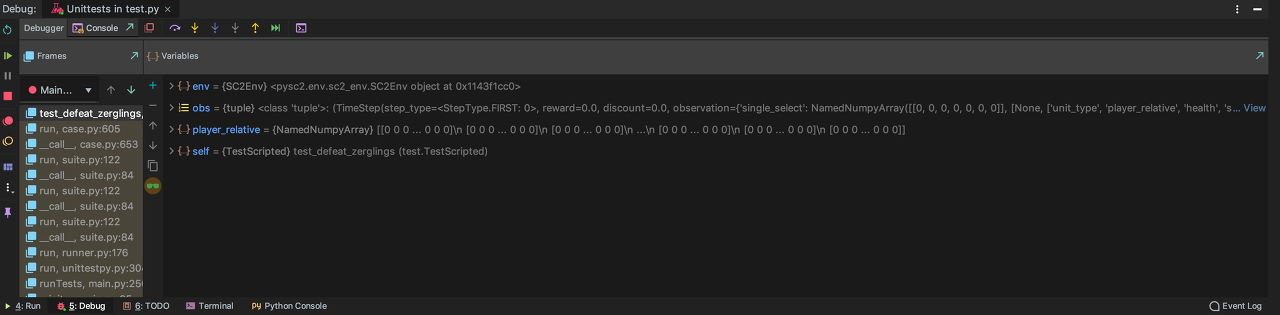 Debug: Unittests in test.py ×
Debugger Console
Frames Variables
Main...
env = {SC2Env} <pysc2.env.sc2_env.SC2Env object at 0x1143f1cc0>
obs = {tuple} <class 'tuple'>: (TimeStep(step_type=<StepType.FIRST: 0>, reward=0.0, discount=0.0, observation={'single_select': NamedNumpyArray([[0, 0, 0, 0, 0, 0, 0]], [None, ['unit_type', 'player_relative', 'health', 's... View
player_relative = {NamedNumpyArray} [[0 0 0 ... 0 0 0]\n [0 0 0 ... 0 0 0]\n [0 0 0 ... 0 0 0]\n ...\n [0 0 0 ... 0 0 0]\n [0 0 0 ... 0 0 0]\n [0 0 0 ... 0 0 0]]
self = {TestScripted} test_defeat_zerglings (test.TestScripted)
test_defeat_zerglings,
run, case.py:605
__call__, case.py:653
run, suite.py:122
__call__, suite.py:84
run, suite.py:122
__call__, suite.py:84
run, suite.py:122
__call__, suite.py:84
run, runner.py:176
run, unittestpy.py:304
runTests, main.py:256
4: Run 5: Debug 6: TODO Terminal Python Console Event Log